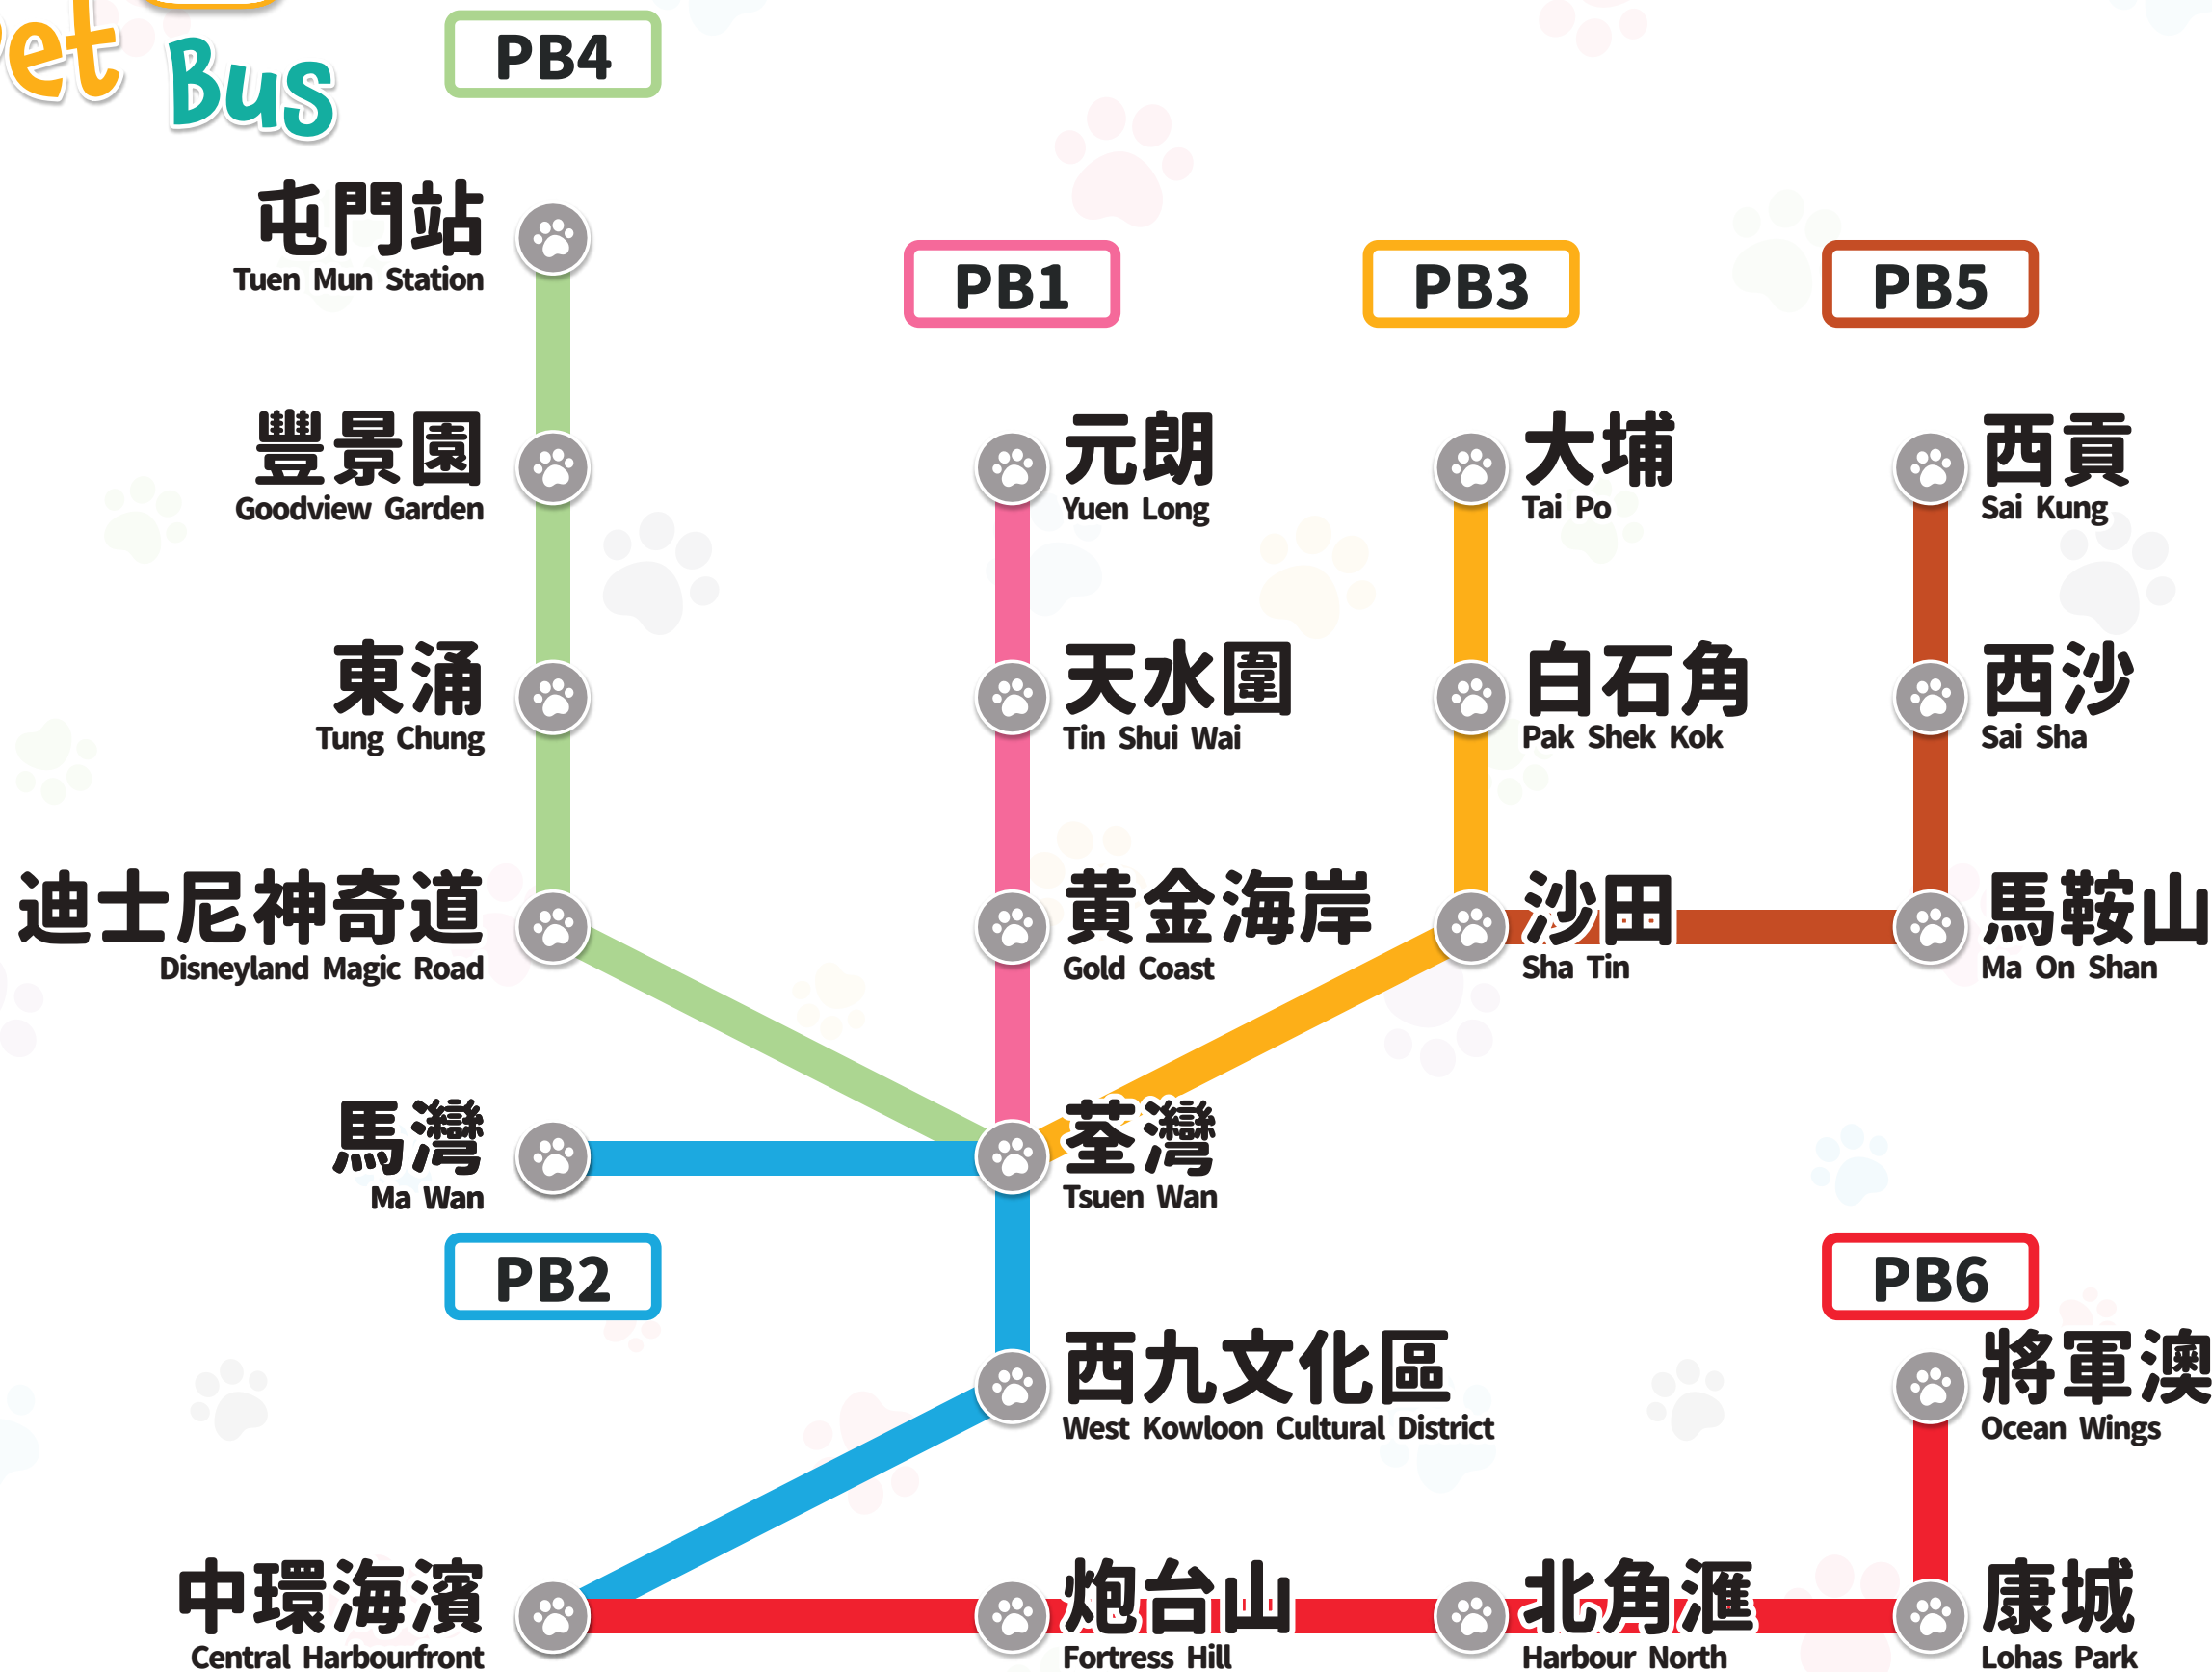 Bus
PB4
屯門站
Tuen Mun Station
PB1
PB3
PB5
豐景園
Goodview Garden
元朗
Yuen Long
大埔
Tai Po
西貢
Sai Kung
東涌
Tung Chung
天水圍
Tin Shui Wai
白石角
Pak Shek Kok
西沙
Sai Sha
迪士尼神奇道
Disneyland Magic Road
黄金海岸
Gold Coast
沙田
Sha Tin
馬鞍山
Ma On Shan
馬灣
Ma Wan
荃灣
Tsuen Wan
PB2
PB6
西九文化區
West Kowloon Cultural District
將軍澳
Ocean Wings
中環海濱
Central Harbourfront
炮台山
Fortress Hill
北角滙
Harbour North
康城
Lohas Park